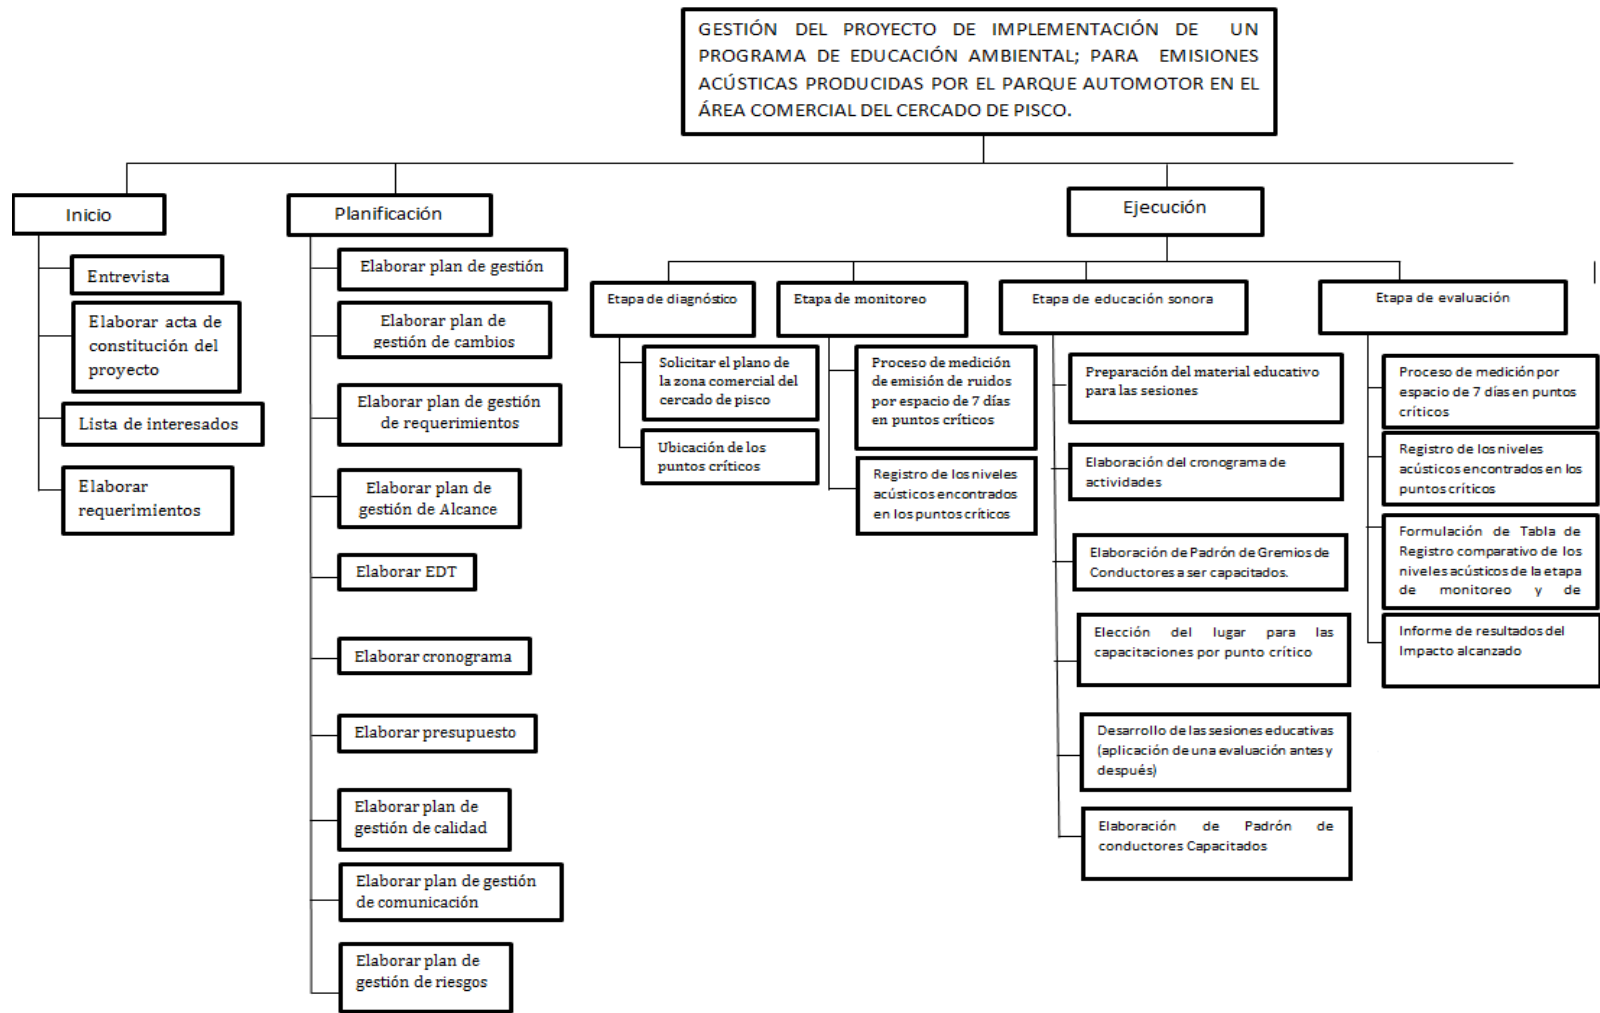 GESTIÓN DEL PROYECTO DE IMPLEMENTACIÓN DE UN
PROGRAMA DE EDUCACIÓN AMBIENTAL; PARA EMISIONES
ACÚSTICAS PRODUCIDAS POR EL PARQUE AUTOMOTOR EN EL
ÁREA COMERCIAL DEL CERCADO DE PISCO.
Inicio
Entrevista
Elaborar acta de
constitución del
proyecto
Lista de interesados
Elaborar
requerimientos
Planificación
Elaborar plan de gestión
Elaborar plan de
gestión de cambios
Elaborar plan de gestión
de requerimientos
Elaborar plan de
gestión de Alcance
Elaborar EDT
Elaborar cronograma
Elaborar presupuesto
Elaborar plan de
gestión de calidad
Elaborar plan de gestión
de comunicación
Elaborar plan de
gestión de riesgos
Ejecución
Etapa de diagnóstico
Solicitar el plano de
la zona comercial del
cercado de pisco
Ubicación de los
puntos críticos
Etapa de monitoreo
Proceso de medición
de emisión de ruidos
por espacio de 7 días
en puntos críticos
Registro de los niveles
acústicos encontrados
en los puntos críticos
Etapa de educación sonora
Preparación del material educativo
para las sesiones
Elaboración del cronograma de
actividades
Elaboración de Padrón de Gremios de
Conductores a ser capacitados.
Elección del lugar para las
capacitaciones por punto crítico
Desarrollo de las sesiones educativas
(aplicación de una evaluación antes y
después)
Elaboración de Padrón de
conductores Capacitados
Etapa de evaluación
Proceso de medición por
espacio de 7 días en puntos
críticos
Registro de los niveles
acústicos encontrados en los
puntos críticos
Formulación de Tabla de
Registro comparativo de los
niveles acústicos de la etapa
de monitoreo y de
Informe de resultados del
Impacto alcanzado